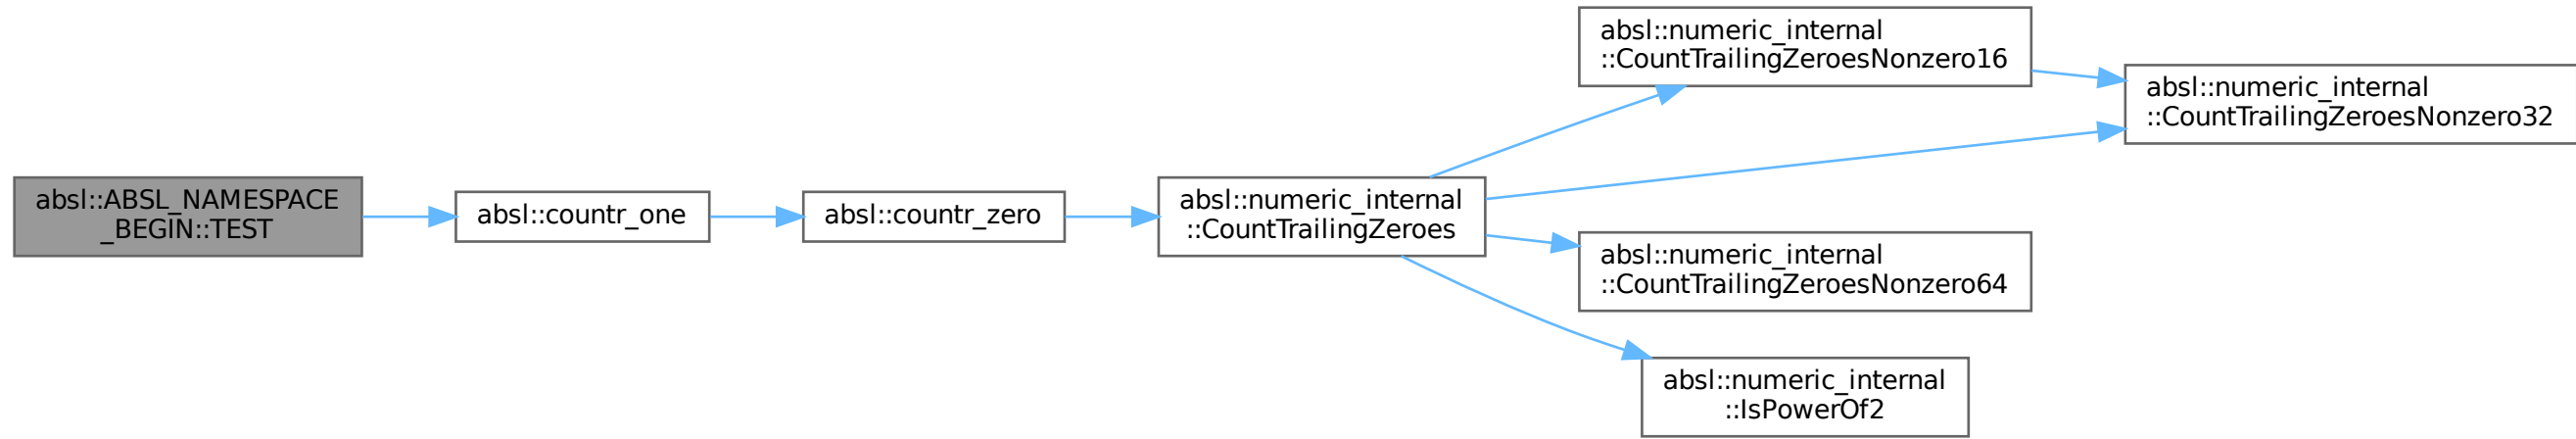 absl::ABSL_NAMESPACE
_BEGIN::TEST
absl::countr_one
absl::countr_zero
absl::numeric_internal
::CountTrailingZeroes
absl::numeric_internal
::CountTrailingZeroesNonzero16
absl::numeric_internal
::CountTrailingZeroesNonzero32
absl::numeric_internal
::CountTrailingZeroesNonzero64
absl::numeric_internal
::IsPowerOf2